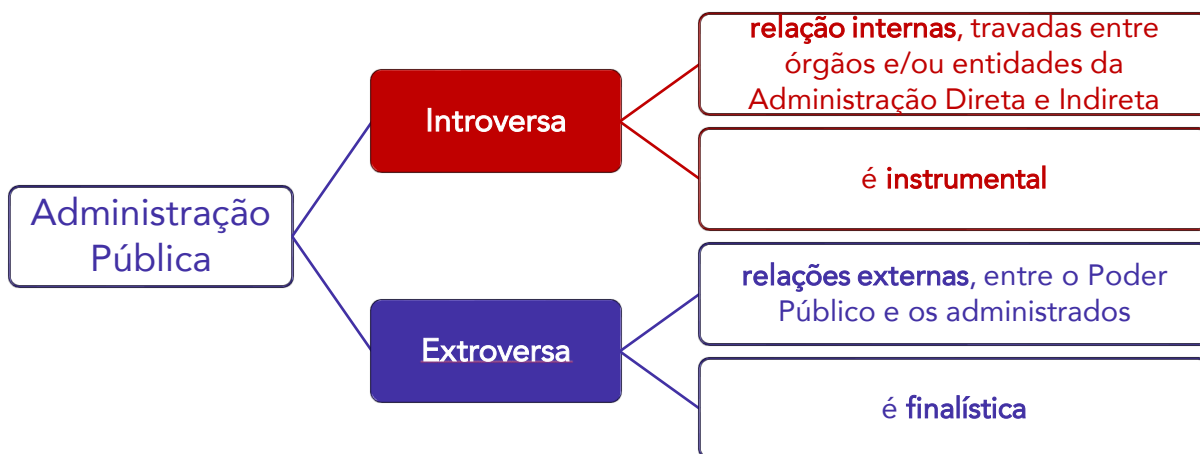 Administração
Pública
Introversa
relação internas, travadas entre
órgãos e/ou entidades da
Administração Direta e Indireta
é instrumental
Extroversa
relações externas, entre o Poder
Público e os administrados
é finalística